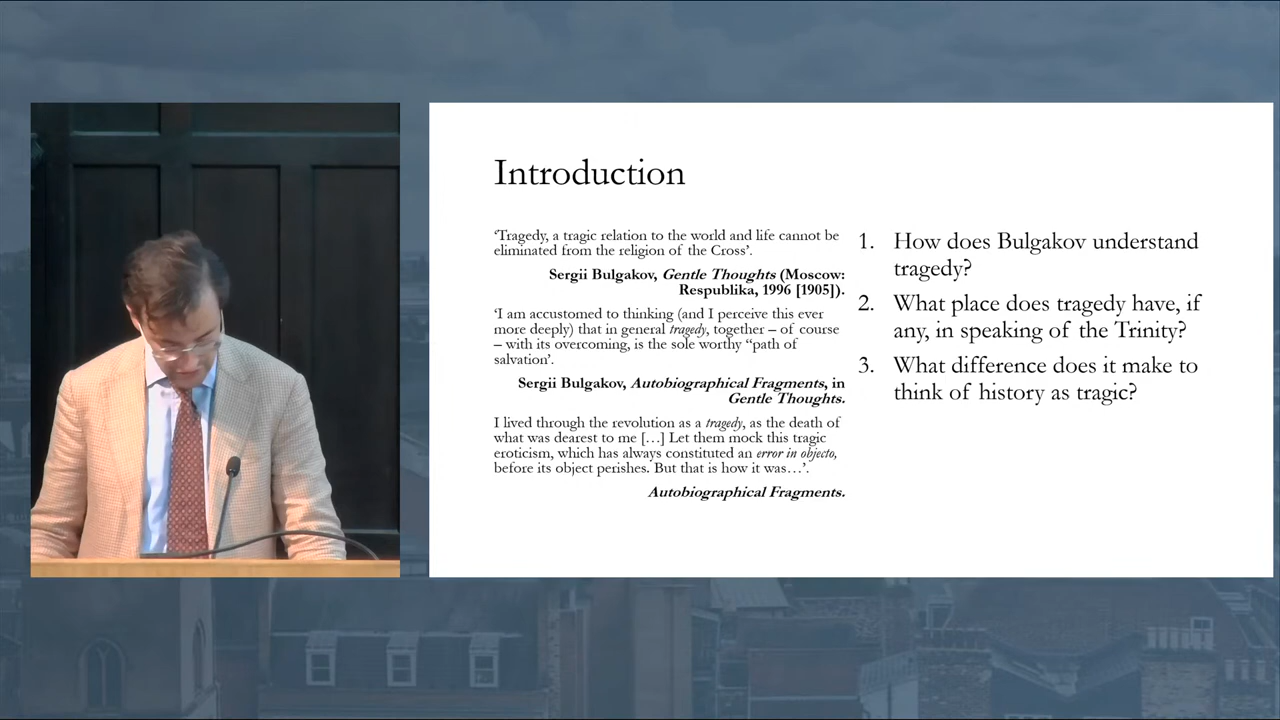 Introduction
‘Tragedy, a tragic relation to the world and life cannot be
eliminated from the religion of the Cross’.
Sergii Bulgakov, Gentle Thoughts (Moscow:
Respublika, 1996 [1905]).
‘I am accustomed to thinking (and I perceive this ever
more deeply) that in general tragedy, together – of course
– with its overcoming, is the sole worthy “path of
salvation’.
Sergii Bulgakov, Autobiographical Fragments, in
Gentle Thoughts.
I lived through the revolution as a tragedy, as the death of
what was dearest to me […] Let them mock this tragic
eroticism, which has always constituted an error in objecto,
before its object perishes. But that is how it was…’.
Autobiographical Fragments.
1. How does Bulgakov understand
tragedy?
2. What place does tragedy have, if
any, in speaking of the Trinity?
3. What difference does it make to
think of history as tragic?